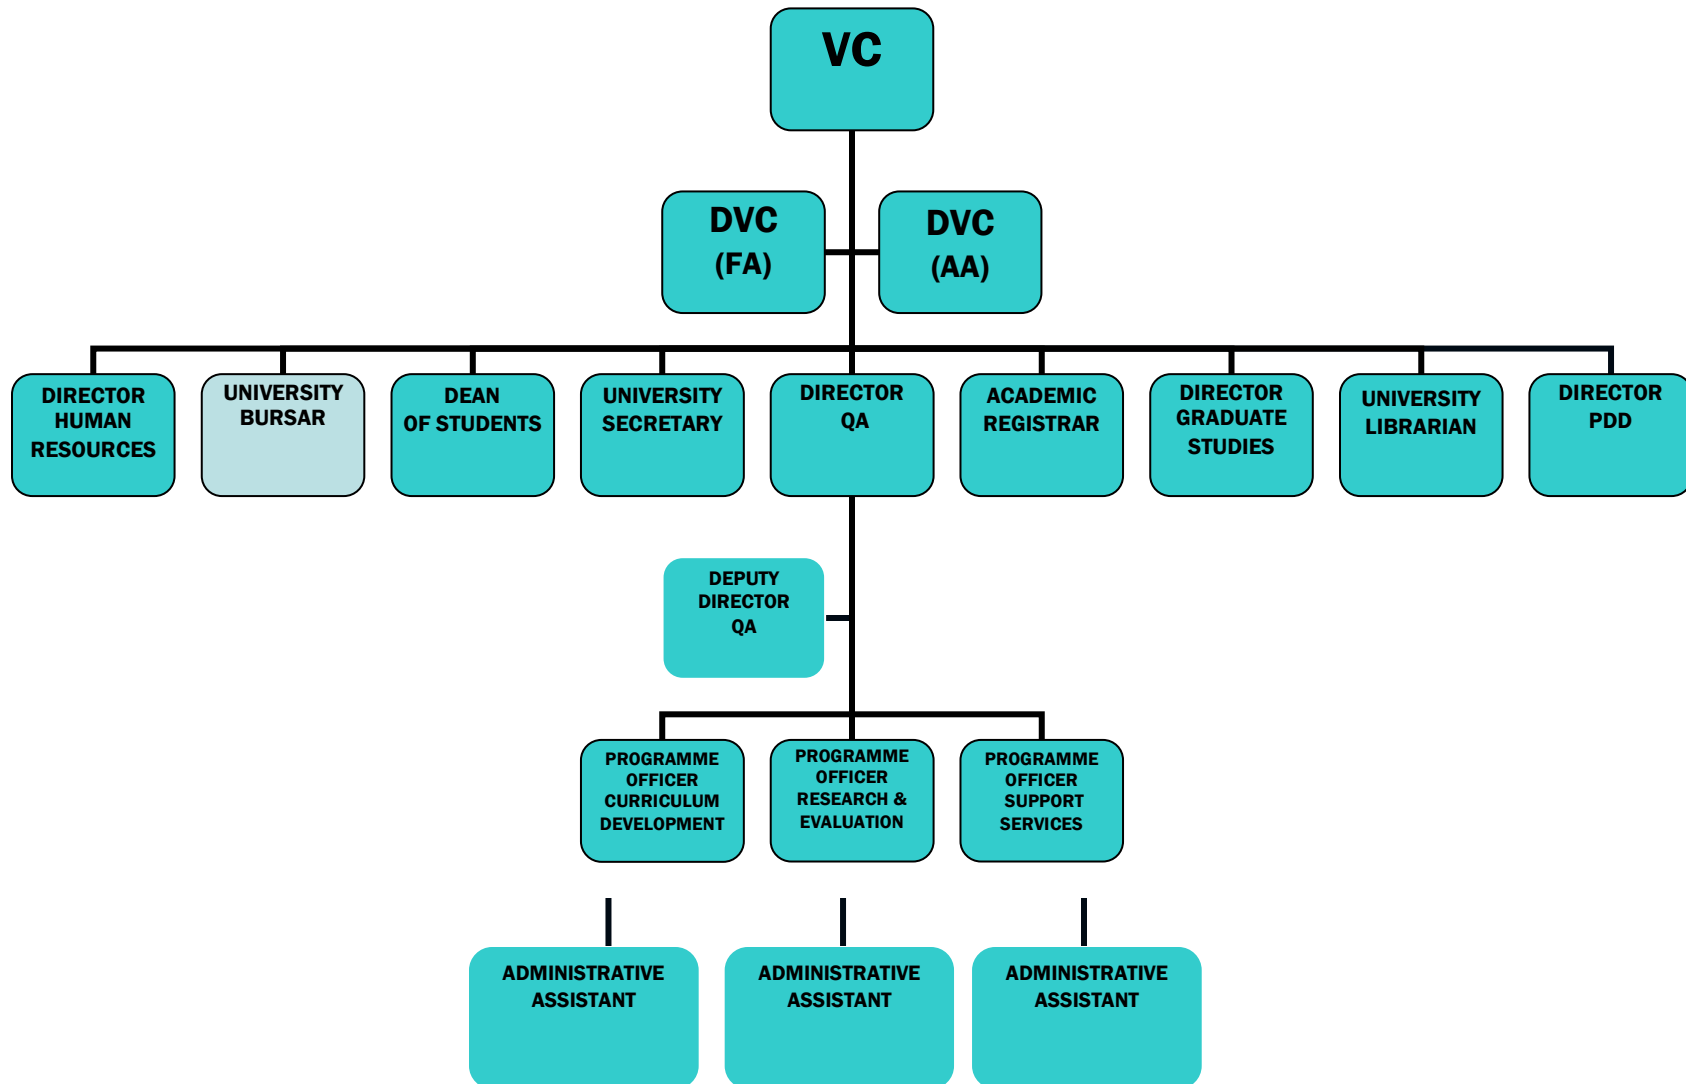 VC
DVC
(FA)
DVC
(AA)
DIRECTOR
HUMAN
RESOURCES
UNIVERSITY
BURSAR
DEAN
OF STUDENTS
UNIVERSITY
SECRETARY
DIRECTOR
QA
ACADEMIC
REGISTRAR
DIRECTOR
GRADUATE
STUDIES
UNIVERSITY
LIBRARIAN
DIRECTOR
PDD
DEPUTY
DIRECTOR
QA
PROGRAMME
OFFICER
CURRICULUM
DEVELOPMENT
PROGRAMME
OFFICER
RESEARCH &
EVALUATION
PROGRAMME
OFFICER
SUPPORT
SERVICES
ADMINISTRATIVE
ASSISTANT
ADMINISTRATIVE
ASSISTANT
ADMINISTRATIVE
ASSISTANT